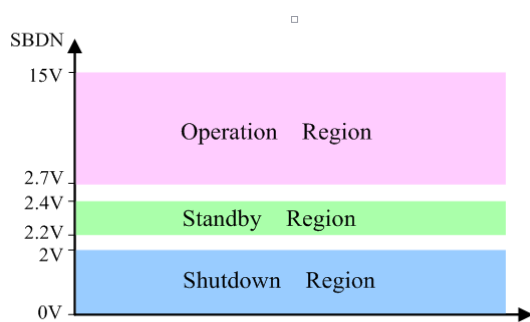 SBDN
15V
Operation Region
2.7V
2.4V
Standby Region
2.2V
2V
Shutdown Region
0V